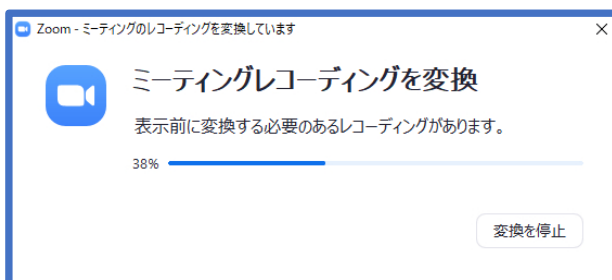 Zoom - ミーティングのレコーディングを変換しています
ミーティングレコーディングを変換
表示前に変換する必要のあるレコーディングがあります。
38%
変換を停止